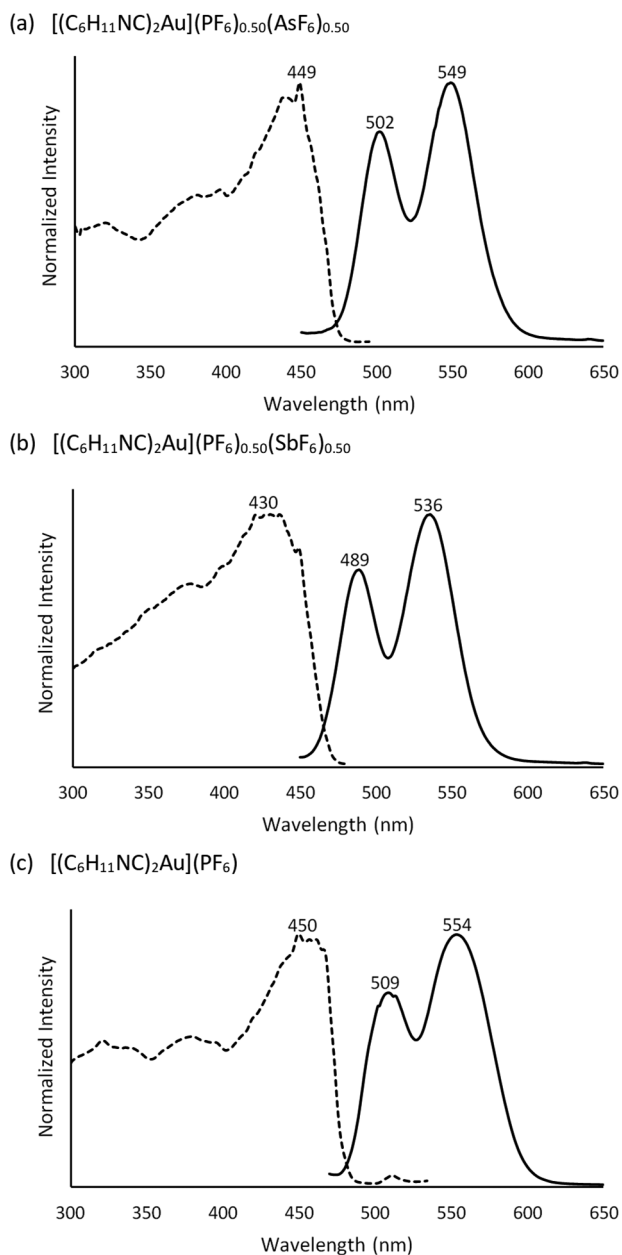 (a) [(C₆H₁₁NC)₂Au](PF₆)₀.₅₀(AsF₆)₀.₅₀
449
549
502
Normalized Intensity
300 350 400 450 500 550 600 650
Wavelength (nm)
(b) [(C₆H₁₁NC)₂Au](PF₆)₀.₅₀(SbF₆)₀.₅₀
430
536
489
Normalized Intensity
300 350 400 450 500 550 600 650
Wavelength (nm)
(c) [(C₆H₁₁NC)₂Au](PF₆)
450
554
509
Normalized Intensity
300 350 400 450 500 550 600 650
Wavelength (nm)